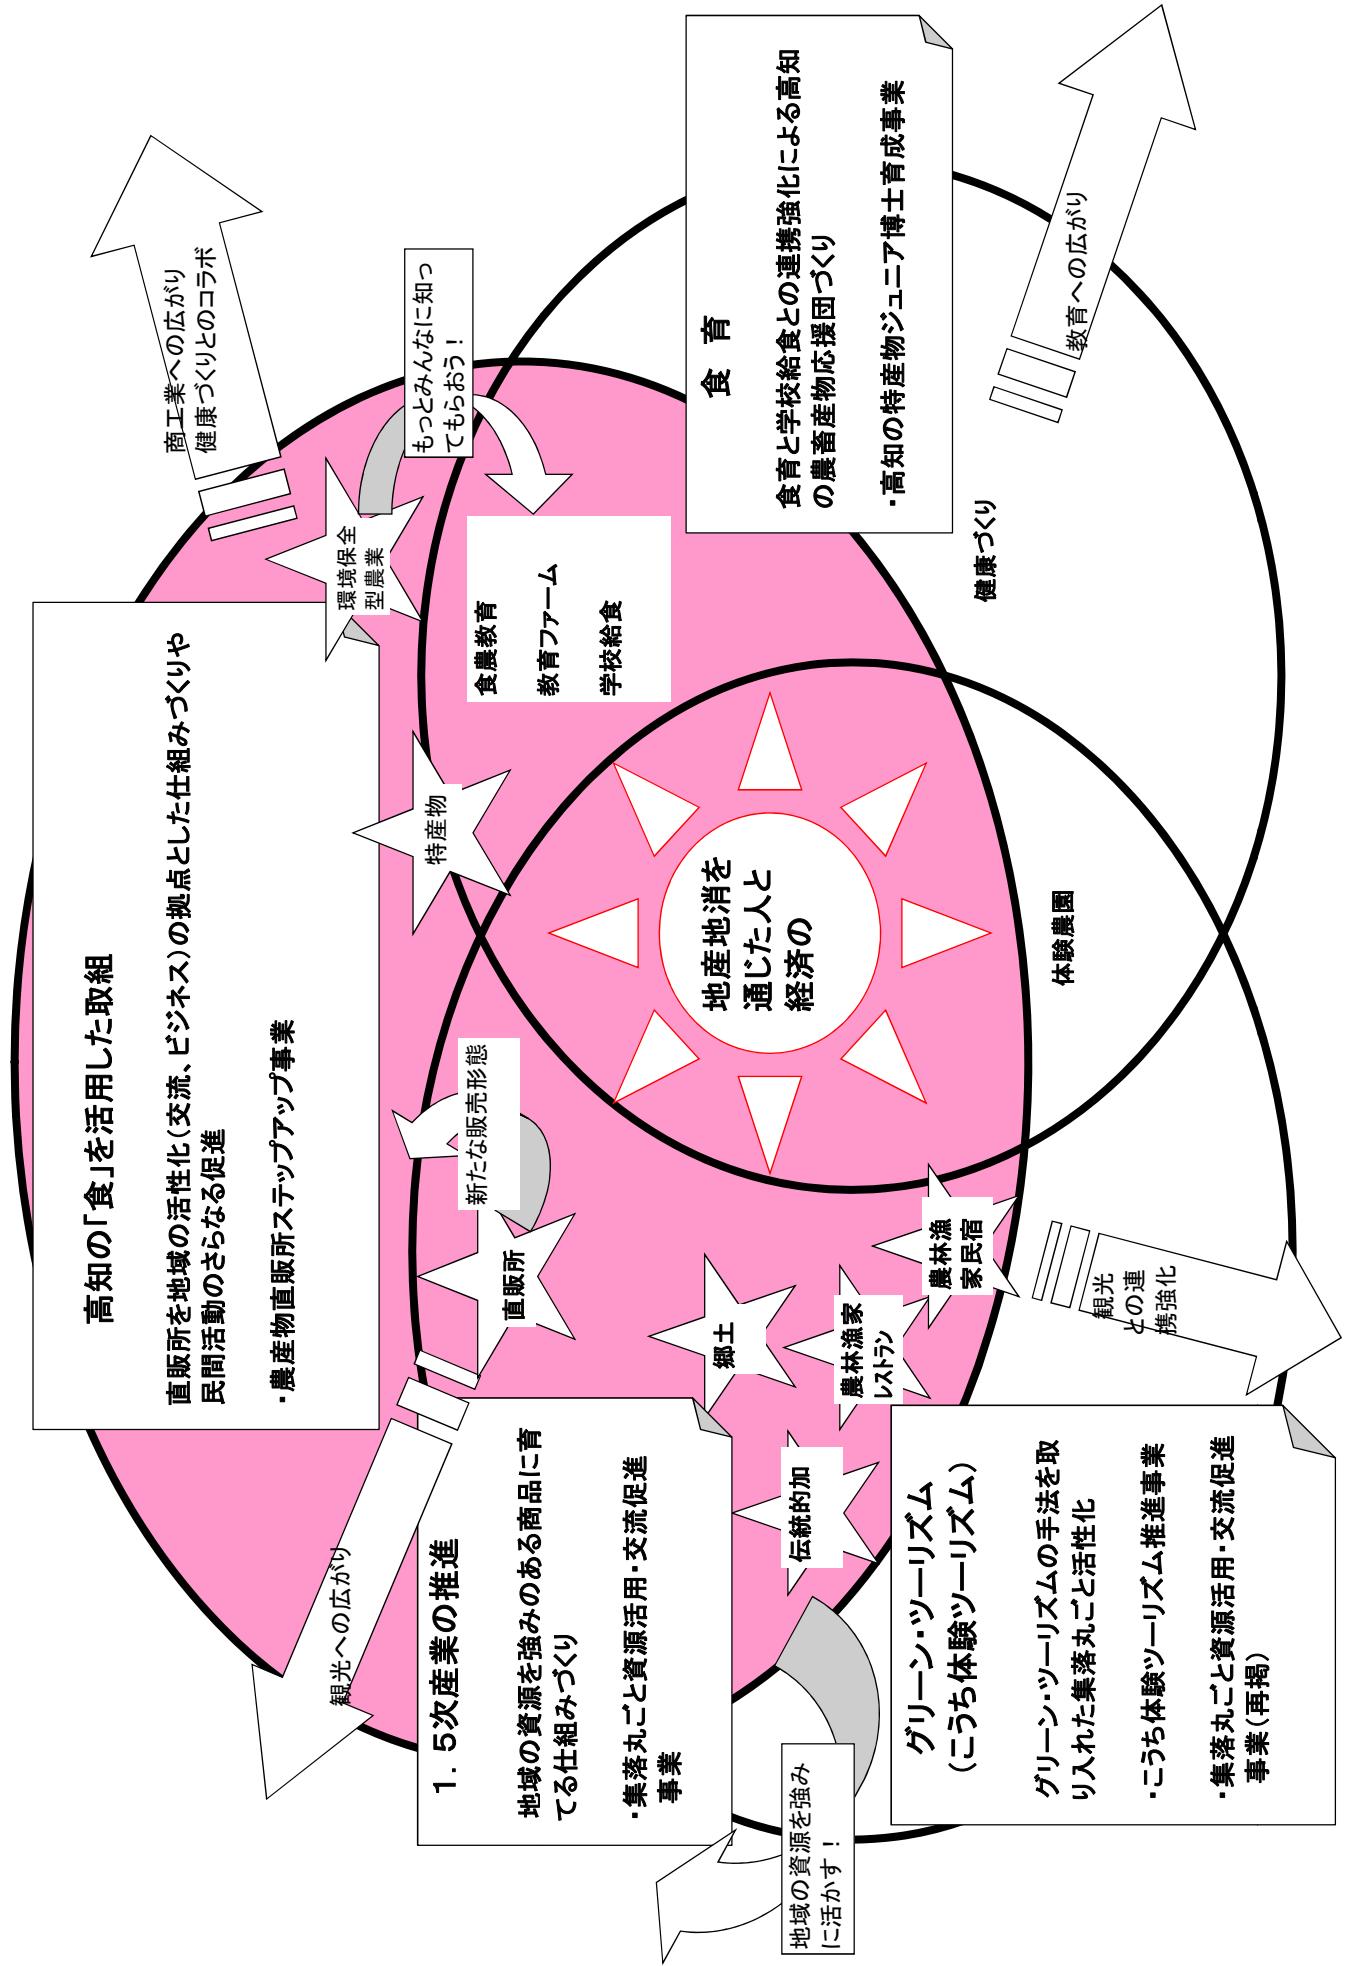 高知の「食」を活用した取組
直販所を地域の活性化(交流、ビジネス)の拠点とした仕組みづくりや
民間活動のさらなる促進
・農産物直販所ステップアップ事業
商工業への広がり
健康づくりとのコラボ
観光への広がり
環境保全
型農業
もっとみんなに知っ
てもらおう！
特産物
新たな販売形態
直販所
食農教育
教育ファーム
学校給食
1．5次産業の推進
地域の資源を強みのある商品に育
てる仕組みづくり
・集落丸ごと資源活用・交流促進
事業
食 育
食育と学校給食との連携強化による高知
の農畜産物応援団づくり
・高知の特産物ジュニア博士育成事業
地産地消を
通じた人と
経済の
郷土
伝統的加
農林漁家
レストラン
農林漁
家民宿
地域の資源を強み
に活かす！
健康づくり
体験農園
教育への広がり
観光
との連
携強化
グリーン・ツーリズム
(こうち体験ツーリズム)
グリーン・ツーリズムの手法を取
り入れた集落丸ごと活性化
・こうち体験ツーリズム推進事業
・集落丸ごと資源活用・交流促進
事業(再掲)